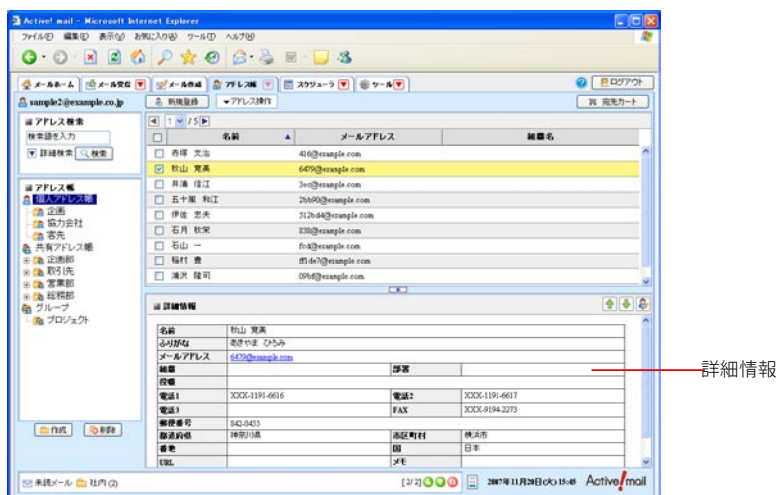 Active! mail - Microsoft Internet Explorer
ファイル(F) 編集(E) 表示(V) お気に入り(A) ツール(T) ヘルプ(H)
メールホーム メール受信 メール作成 アドレス帳 スケジューラ ツール ログアウト
sample2@example.co.jp 新規登録 ▼アドレス操作 宛先カート
アドレス検索
検索語を入力
詳細検索 検索
アドレス帳
個人アドレス帳
企画
協力会社
客先
共有アドレス帳
企画部
取引先
営業部
総務部
グループ
プロジェクト
作成 削除
1 / 5
名前 ▲ メールアドレス 組織名
赤塚 文治 416@example.com
秋山 寛美 6479@example.com
井浦 信江 3ec@example.com
五十嵐 和江 2bb90@example.com
伊佐 忠夫 312bd4@example.com
石月 秋栄 838@example.com
石山 一 fcd@example.com
稲村 豊 ff1de7@example.com
浦沢 隆司 09bf@example.com
詳細情報
名前 秋山 寛美
ふりがな あきやま ひろみ
メールアドレス 6479@example.com
組織 部署
役職
電話1 XXX-1191-6616 電話2 XXX-1191-6617
電話3 FAX XXX-9194-2273
郵便番号 842-0455
都道府県 神奈川県 市区町村 横浜市
番地 国 日本
URL メモ
詳細情報
未読メール 社内(2) [2/2] 2007年11月20日(火) 15:45 Active! mail